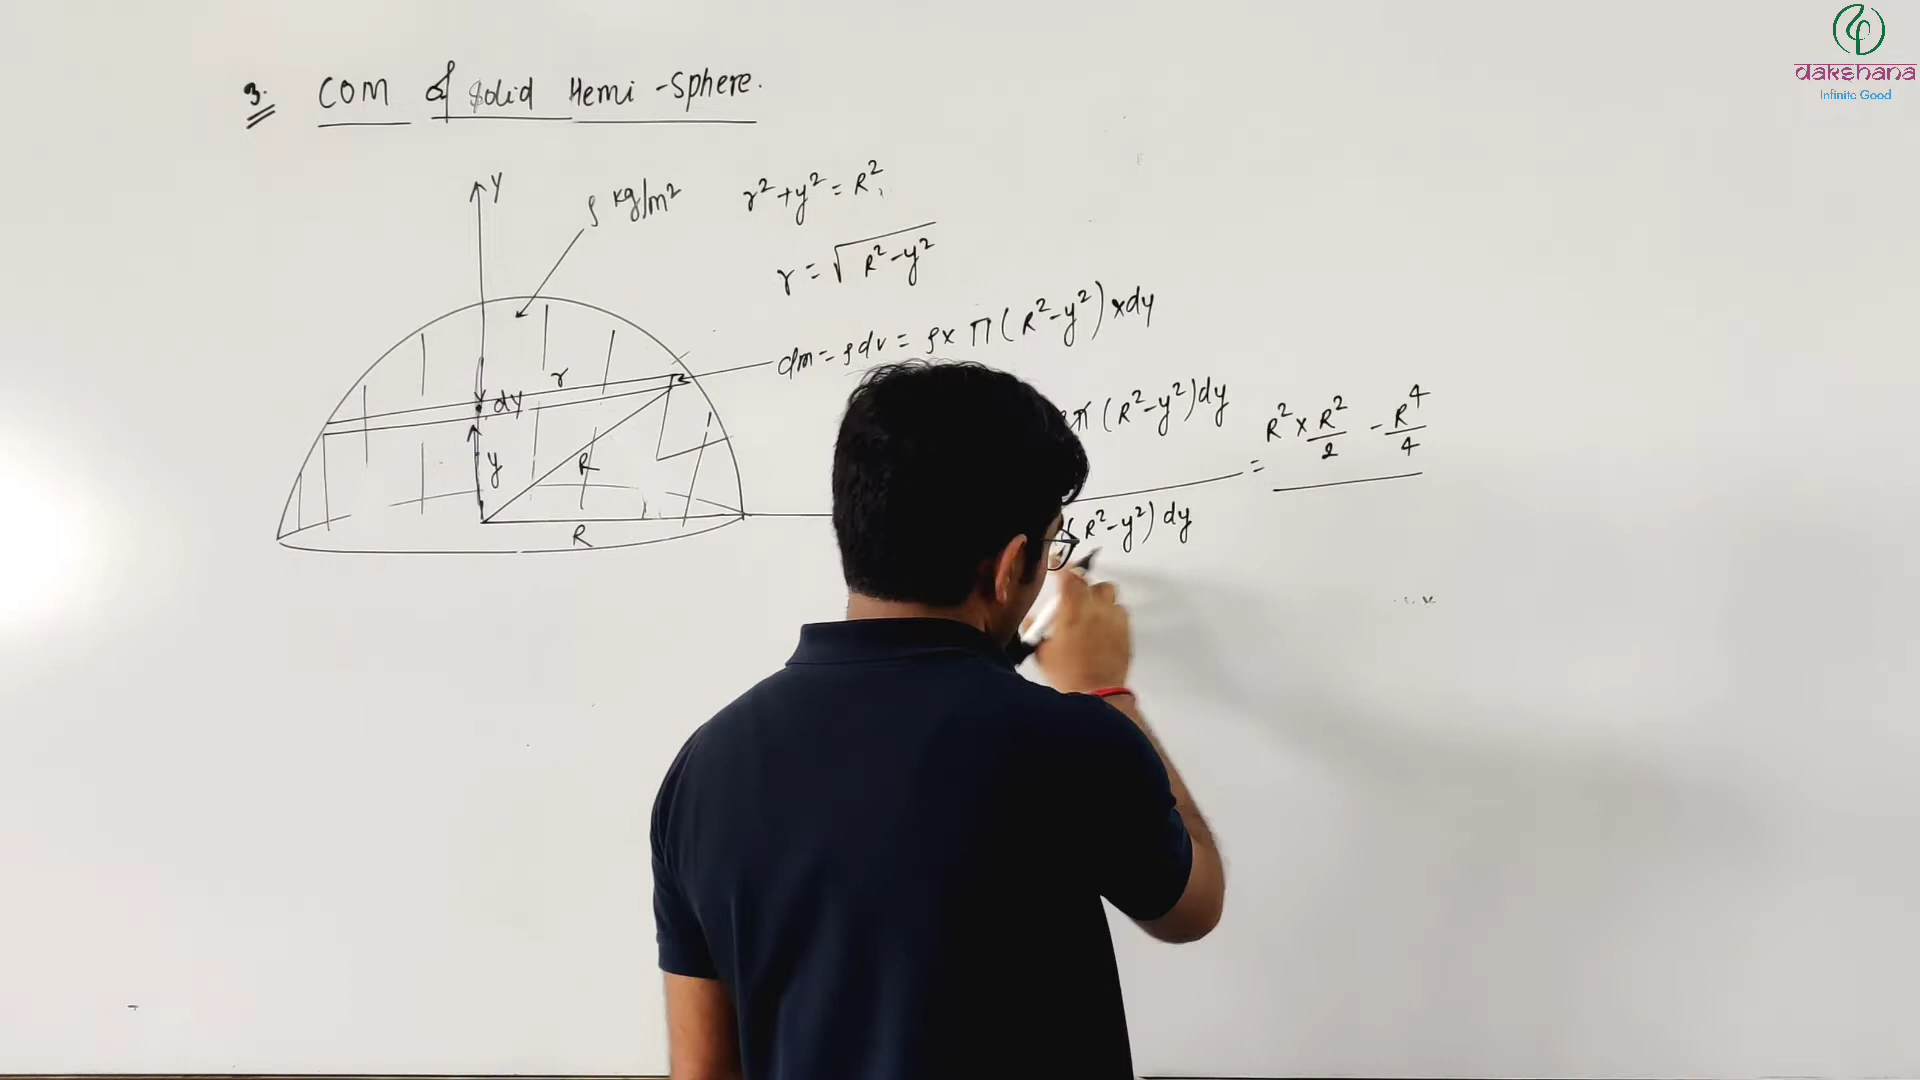 dakshana
Infinite Good
3. COM of Solid Hemi-Sphere.
Y
ρ kg/m²
r² + y² = R²
r = √(R² - y²)
dm = ρdv = ρ × π (R² - y²) × dy
r
dy
y
R
R
π (R² - y²) dy
= R² × R²/2 - R⁴/4
(R² - y²) dy